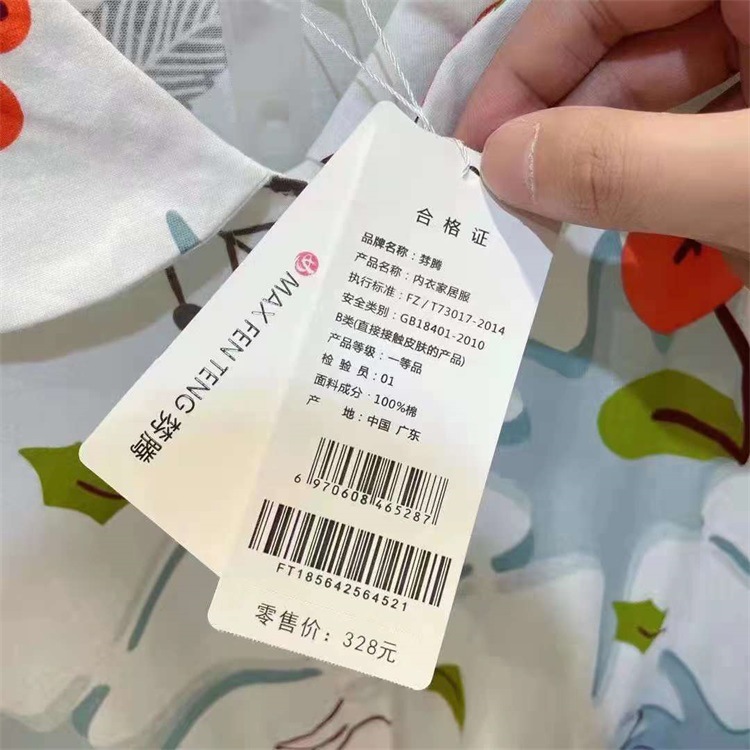 合格证
品牌名称：棼腾
产品名称：内衣家居服
执行标准：FZ/T73017-2014
安全类别：GB18401-2010
B类(直接接触皮肤的产品)
产品等级：一等品
检 验 员：01
面料成分：100%棉
产 地：中国 广东
6 970608 465287
FT185642564521
零售价：328元
MAX FEN TENG